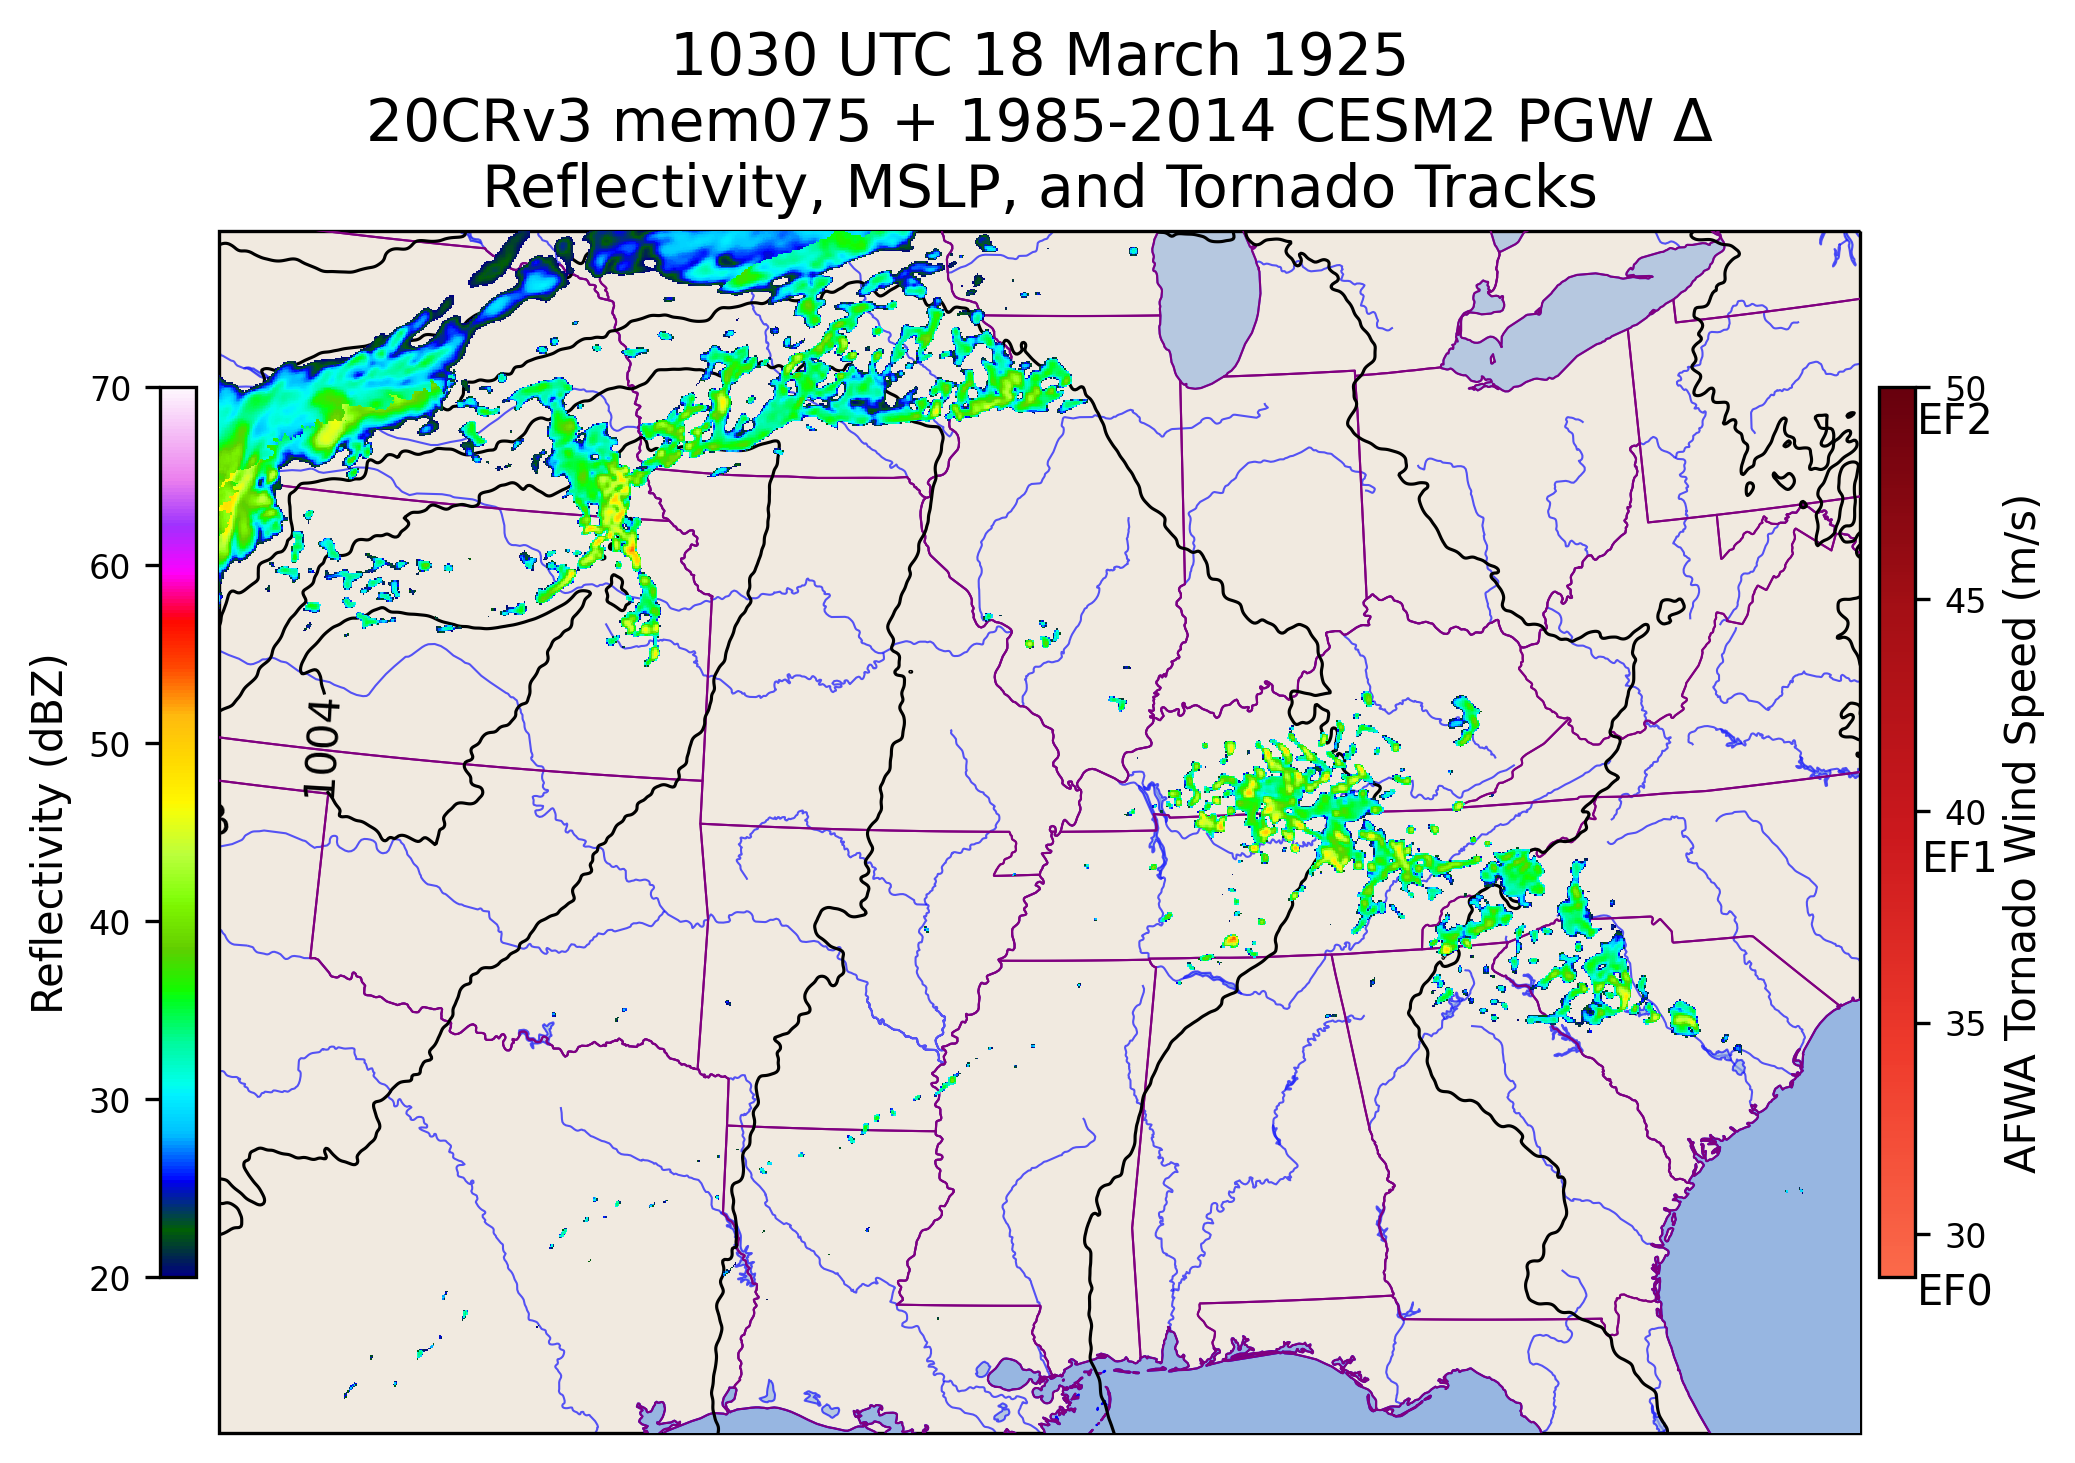 1030 UTC 18 March 1925
20CRv3 mem075 + 1985-2014 CESM2 PGW Δ
Reflectivity, MSLP, and Tornado Tracks
70
60
50
40
30
20
Reflectivity (dBZ)
1004
50
EF2
45
40
EF1
35
30
EF0
AFWA Tornado Wind Speed (m/s)